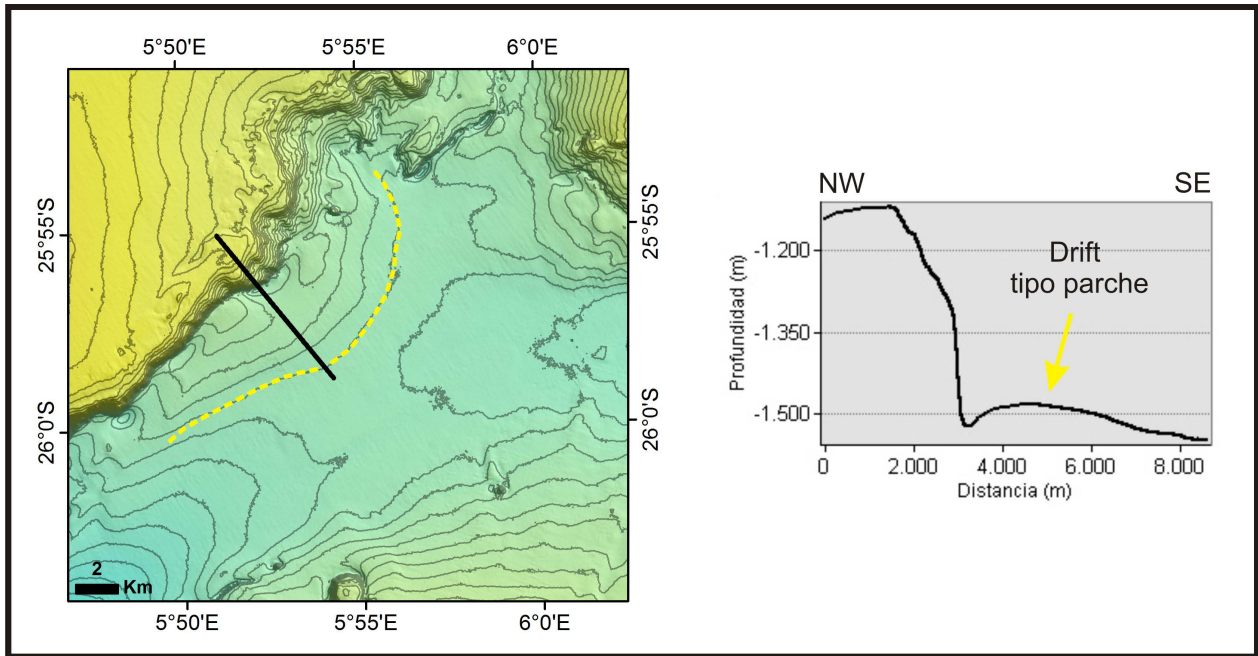 5°50'E 5°55'E 6°0'E
25°55'S
26°0'S
25°55'S
26°0'S
2
Km
5°50'E 5°55'E 6°0'E
NW SE
Profundidad (m)
-1.200
-1.350
-1.500
Drift
tipo parche
0 2.000 4.000 6.000 8.000
Distancia (m)